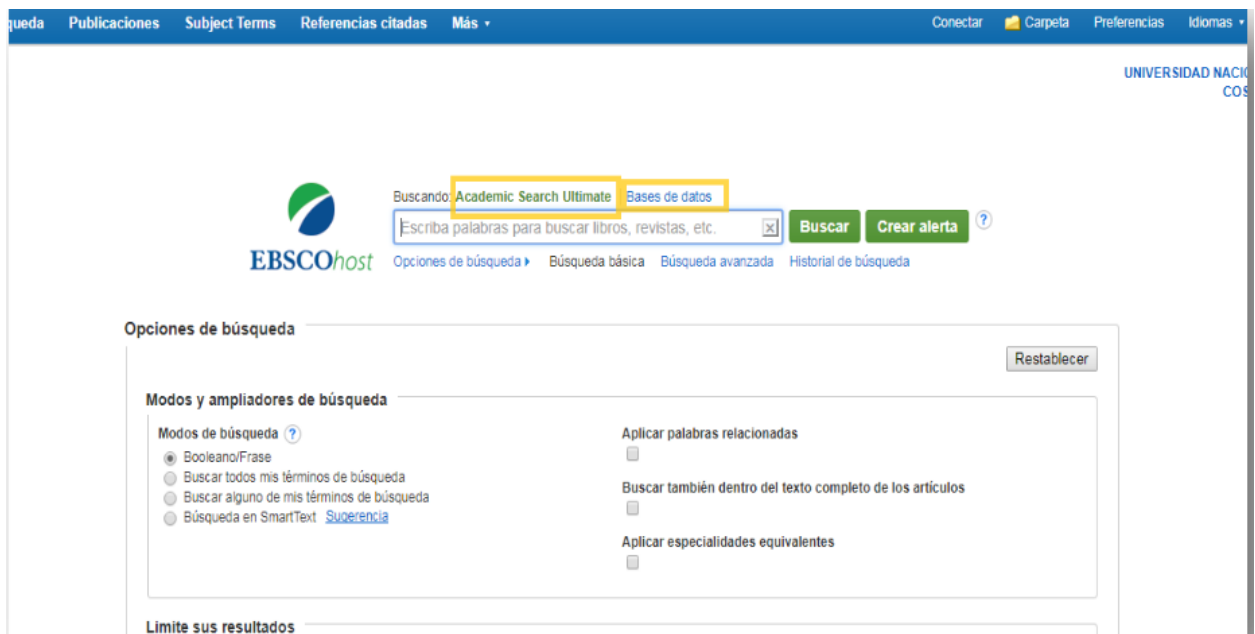 queda Publicaciones Subject Terms Referencias citadas Más Conectar Carpeta Preferencias Idiomas
UNIVERSIDAD NACIO
COS
Buscando: Academic Search Ultimate Bases de datos
Escriba palabras para buscar libros, revistas, etc. x Buscar Crear alerta ?
EBSCOhost Opciones de búsqueda Búsqueda básica Búsqueda avanzada Historial de búsqueda
Opciones de búsqueda
Restablecer
Modos y ampliadores de búsqueda
Modos de búsqueda ? Aplicar palabras relacionadas
Booleano/Frase
Buscar todos mis términos de búsqueda
Buscar también dentro del texto completo de los artículos
Buscar alguno de mis términos de búsqueda
Búsqueda en SmartText Sugerencia
Aplicar especialidades equivalentes
Limite sus resultados